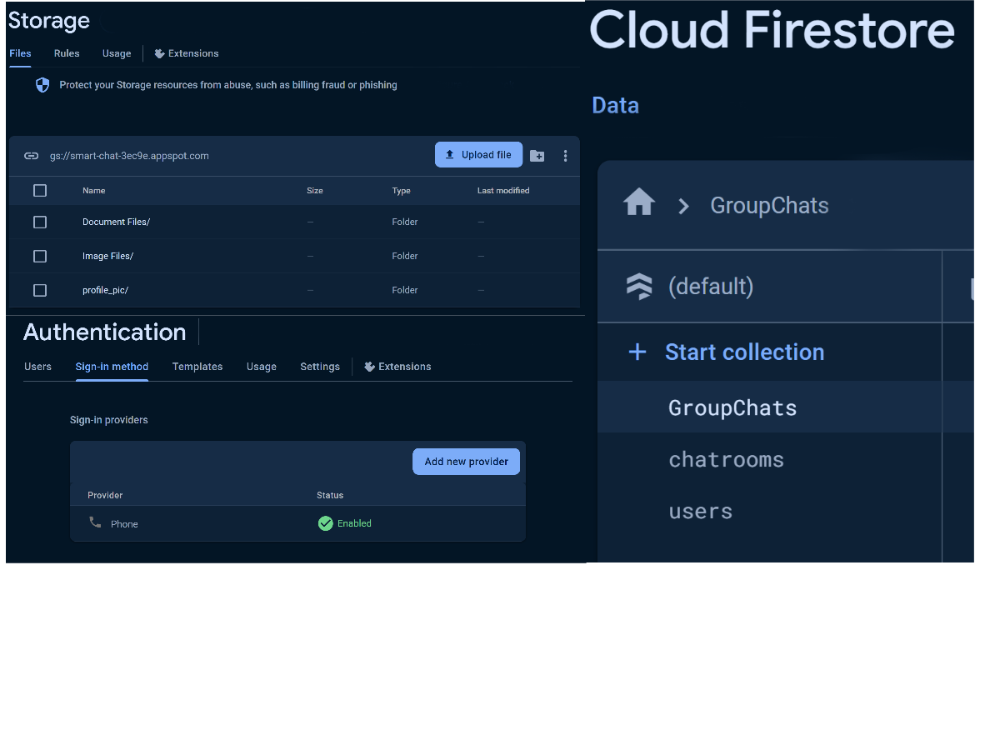 Storage
Files Rules Usage Extensions
Protect your Storage resources from abuse, such as billing fraud or phishing
gs://smart-chat-3ec9e.appspot.com Upload file
Name Size Type Last modified
Document Files/ — Folder —
Image Files/ — Folder —
profile_pic/ — Folder —
Authentication
Users Sign-in method Templates Usage Settings Extensions
Sign-in providers
Add new provider
Provider Status
Phone Enabled
Cloud Firestore
Data
GroupChats
(default)
+ Start collection
GroupChats
chatrooms
users